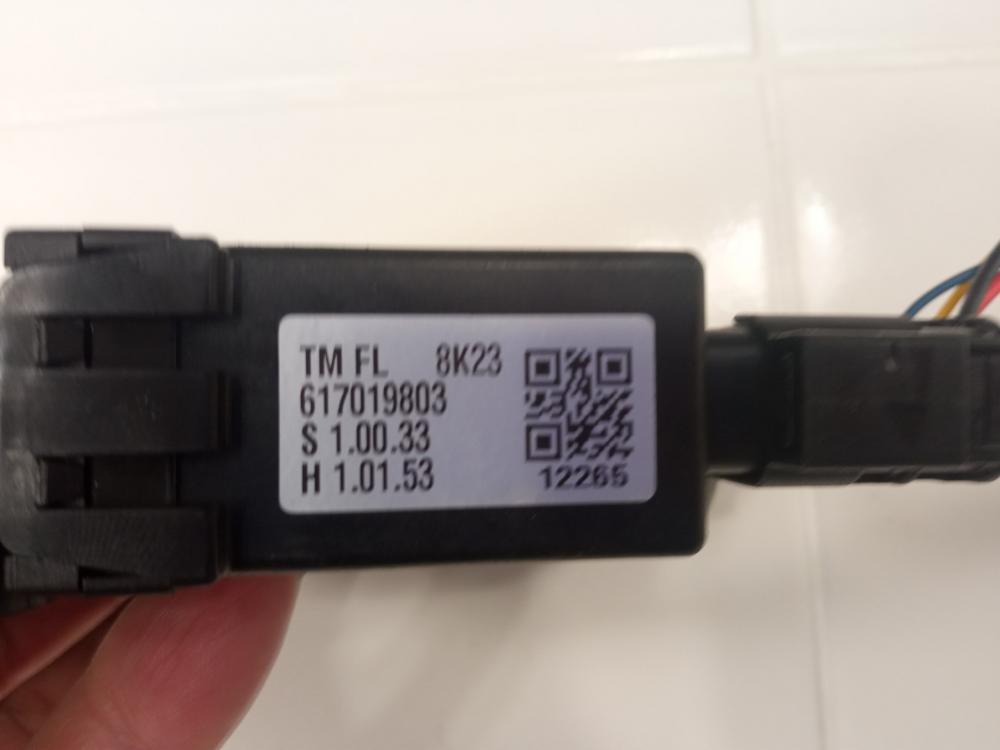 TM FL 8K23
617019803
S 1.00.33
H 1.01.53
12265